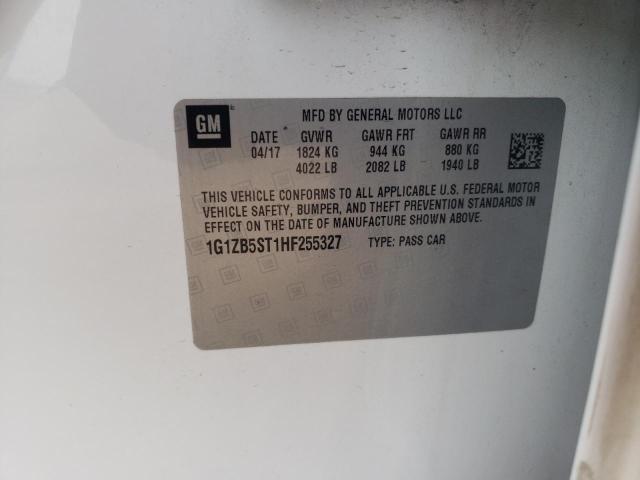 GM
MFD BY GENERAL MOTORS LLC
DATE GVWR GAWR FRT GAWR RR
04/17 1824 KG 944 KG 880 KG
4022 LB 2082 LB 1940 LB
THIS VEHICLE CONFORMS TO ALL APPLICABLE U.S. FEDERAL MOTOR
VEHICLE SAFETY, BUMPER, AND THEFT PREVENTION STANDARDS IN
EFFECT ON THE DATE OF MANUFACTURE SHOWN ABOVE.
1G1ZB5ST1HF255327 TYPE: PASS CAR